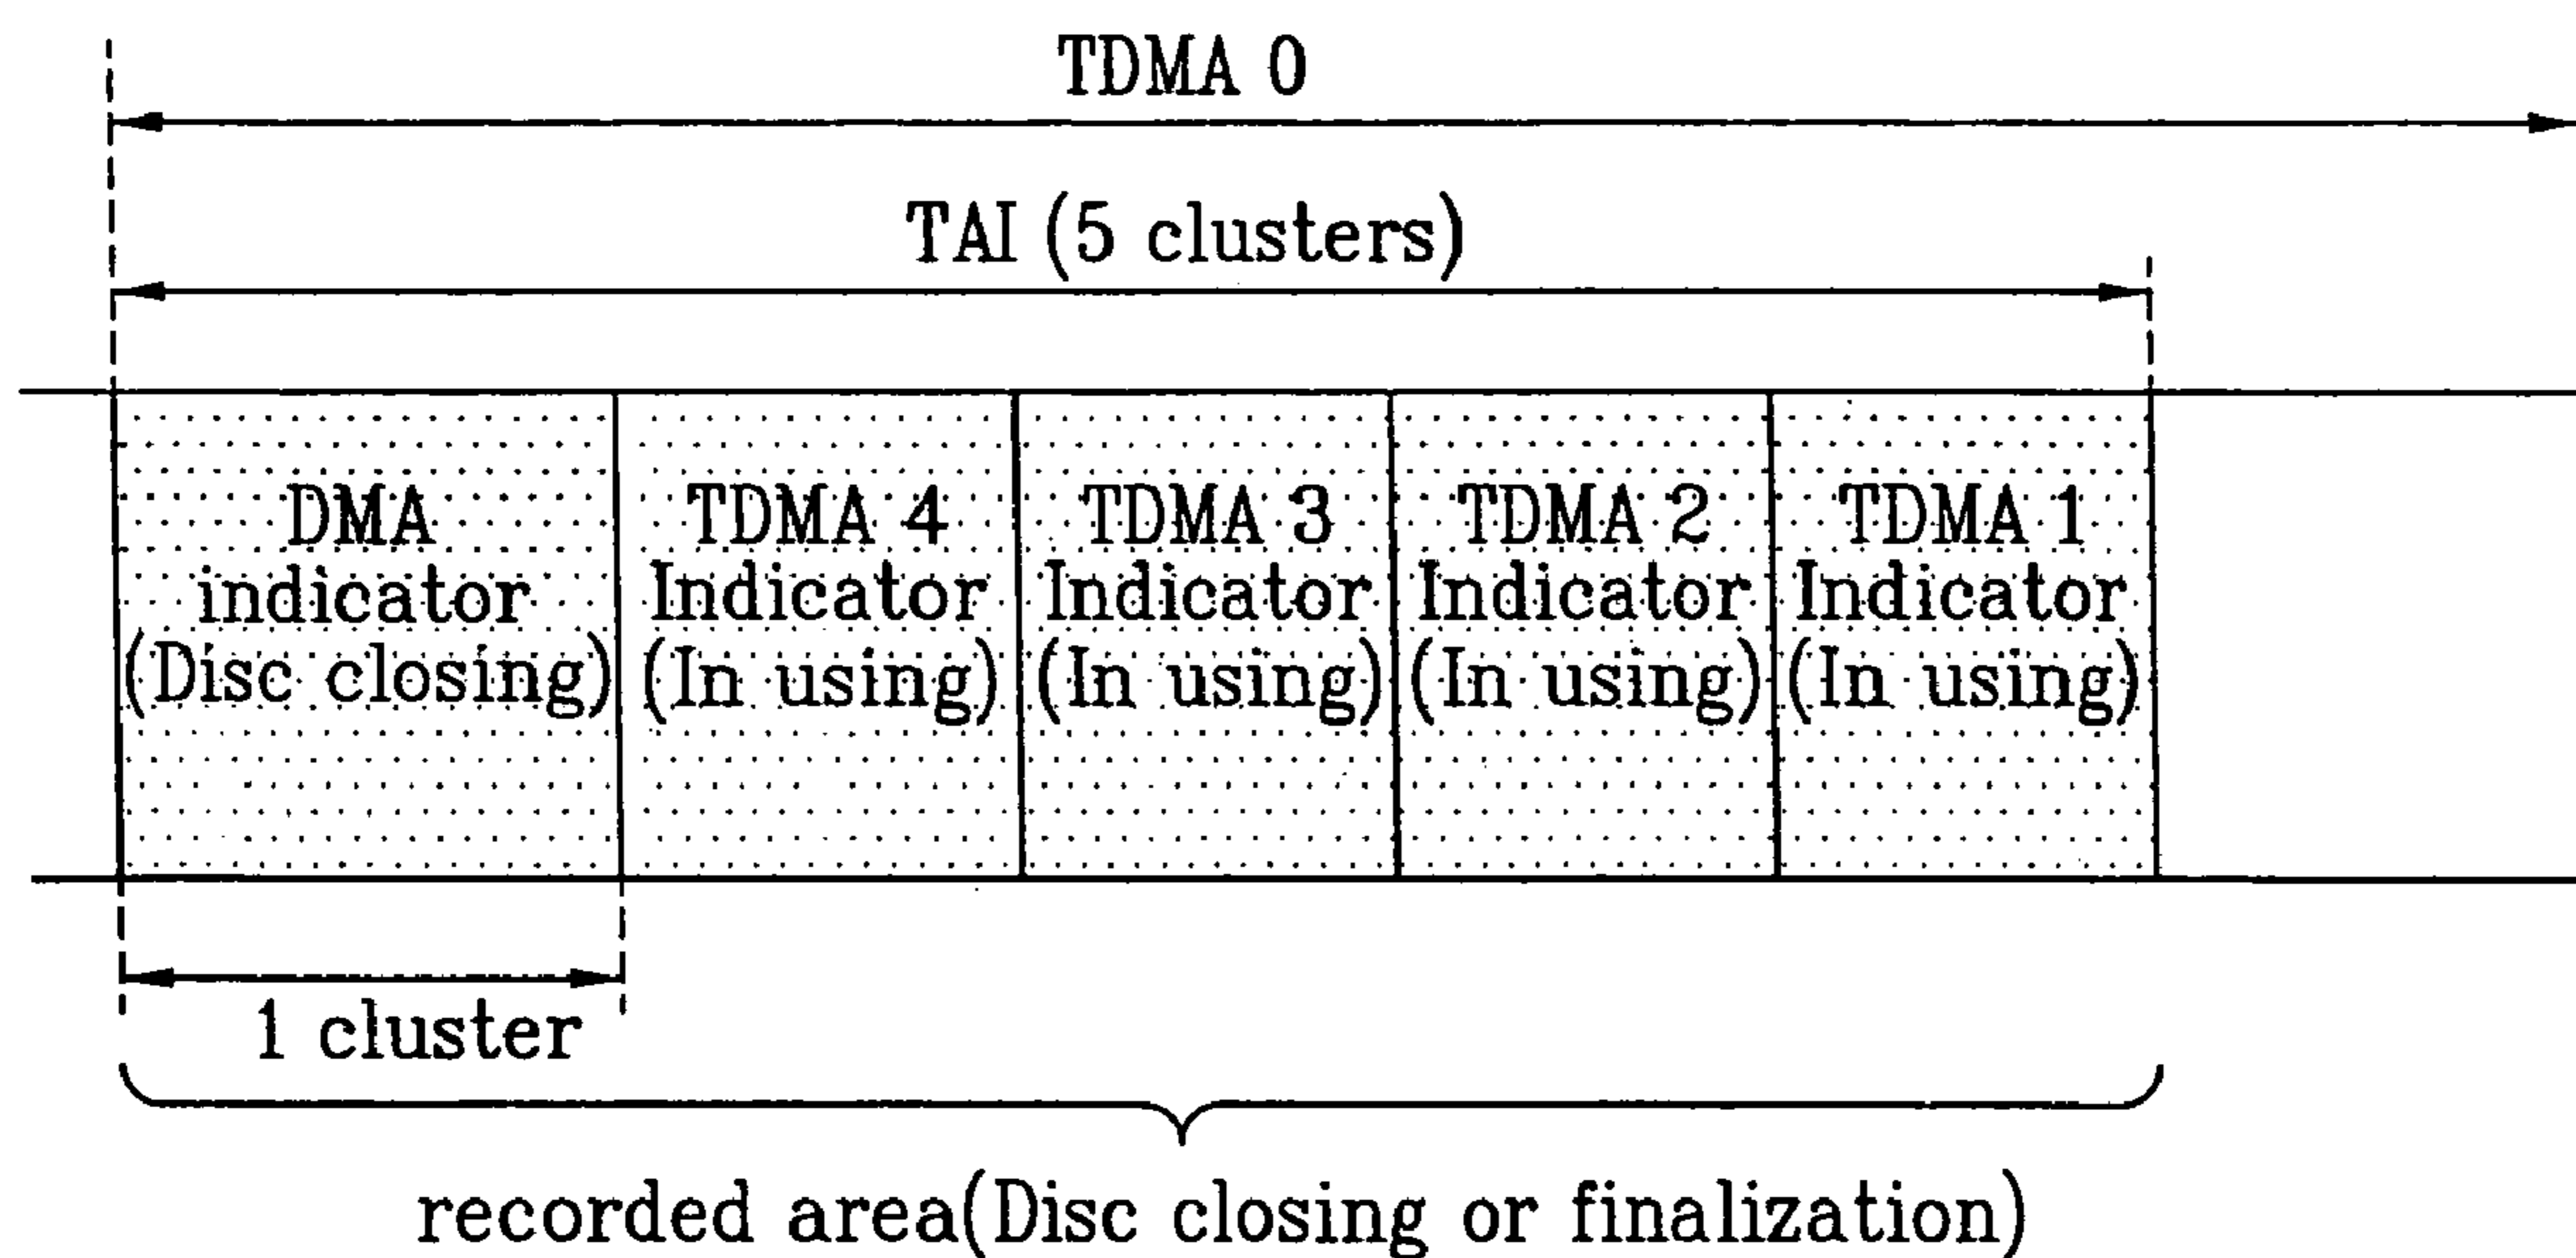 TDMA 0
TAI (5 clusters)
DMA
indicator
(Disc closing)
TDMA 4
Indicator
(In using)
TDMA 3
Indicator
(In using)
TDMA 2
Indicator
(In using)
TDMA 1
Indicator
(In using)
1 cluster
recorded area(Disc closing or finalization)